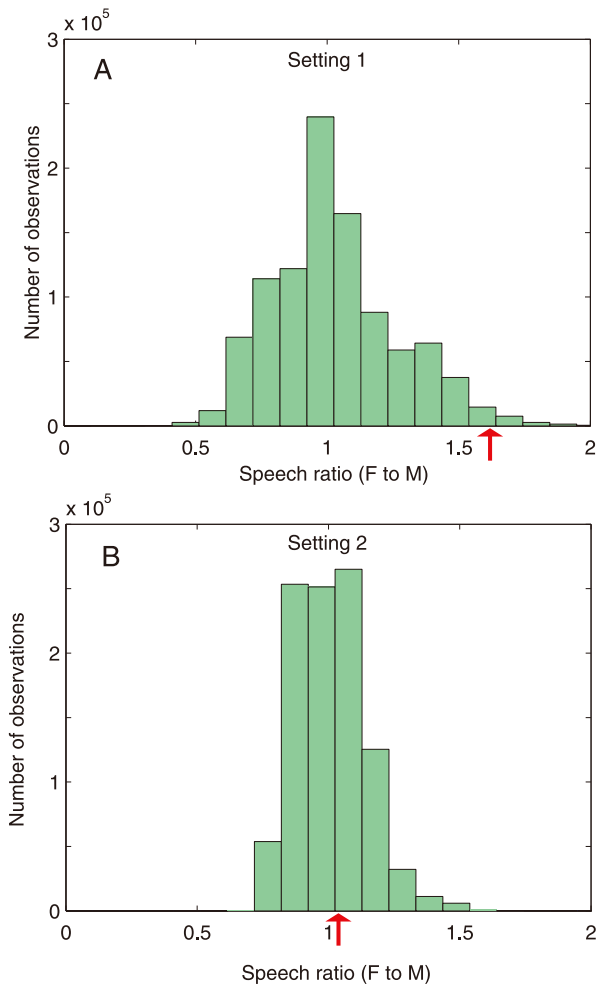 x 10^5
3
A
Setting 1
2
Number of observations
1
0
0 0.5 1 1.5 2
Speech ratio (F to M)
x 10^5
3
B
Setting 2
2
Number of observations
1
0
0 0.5 1 1.5 2
Speech ratio (F to M)